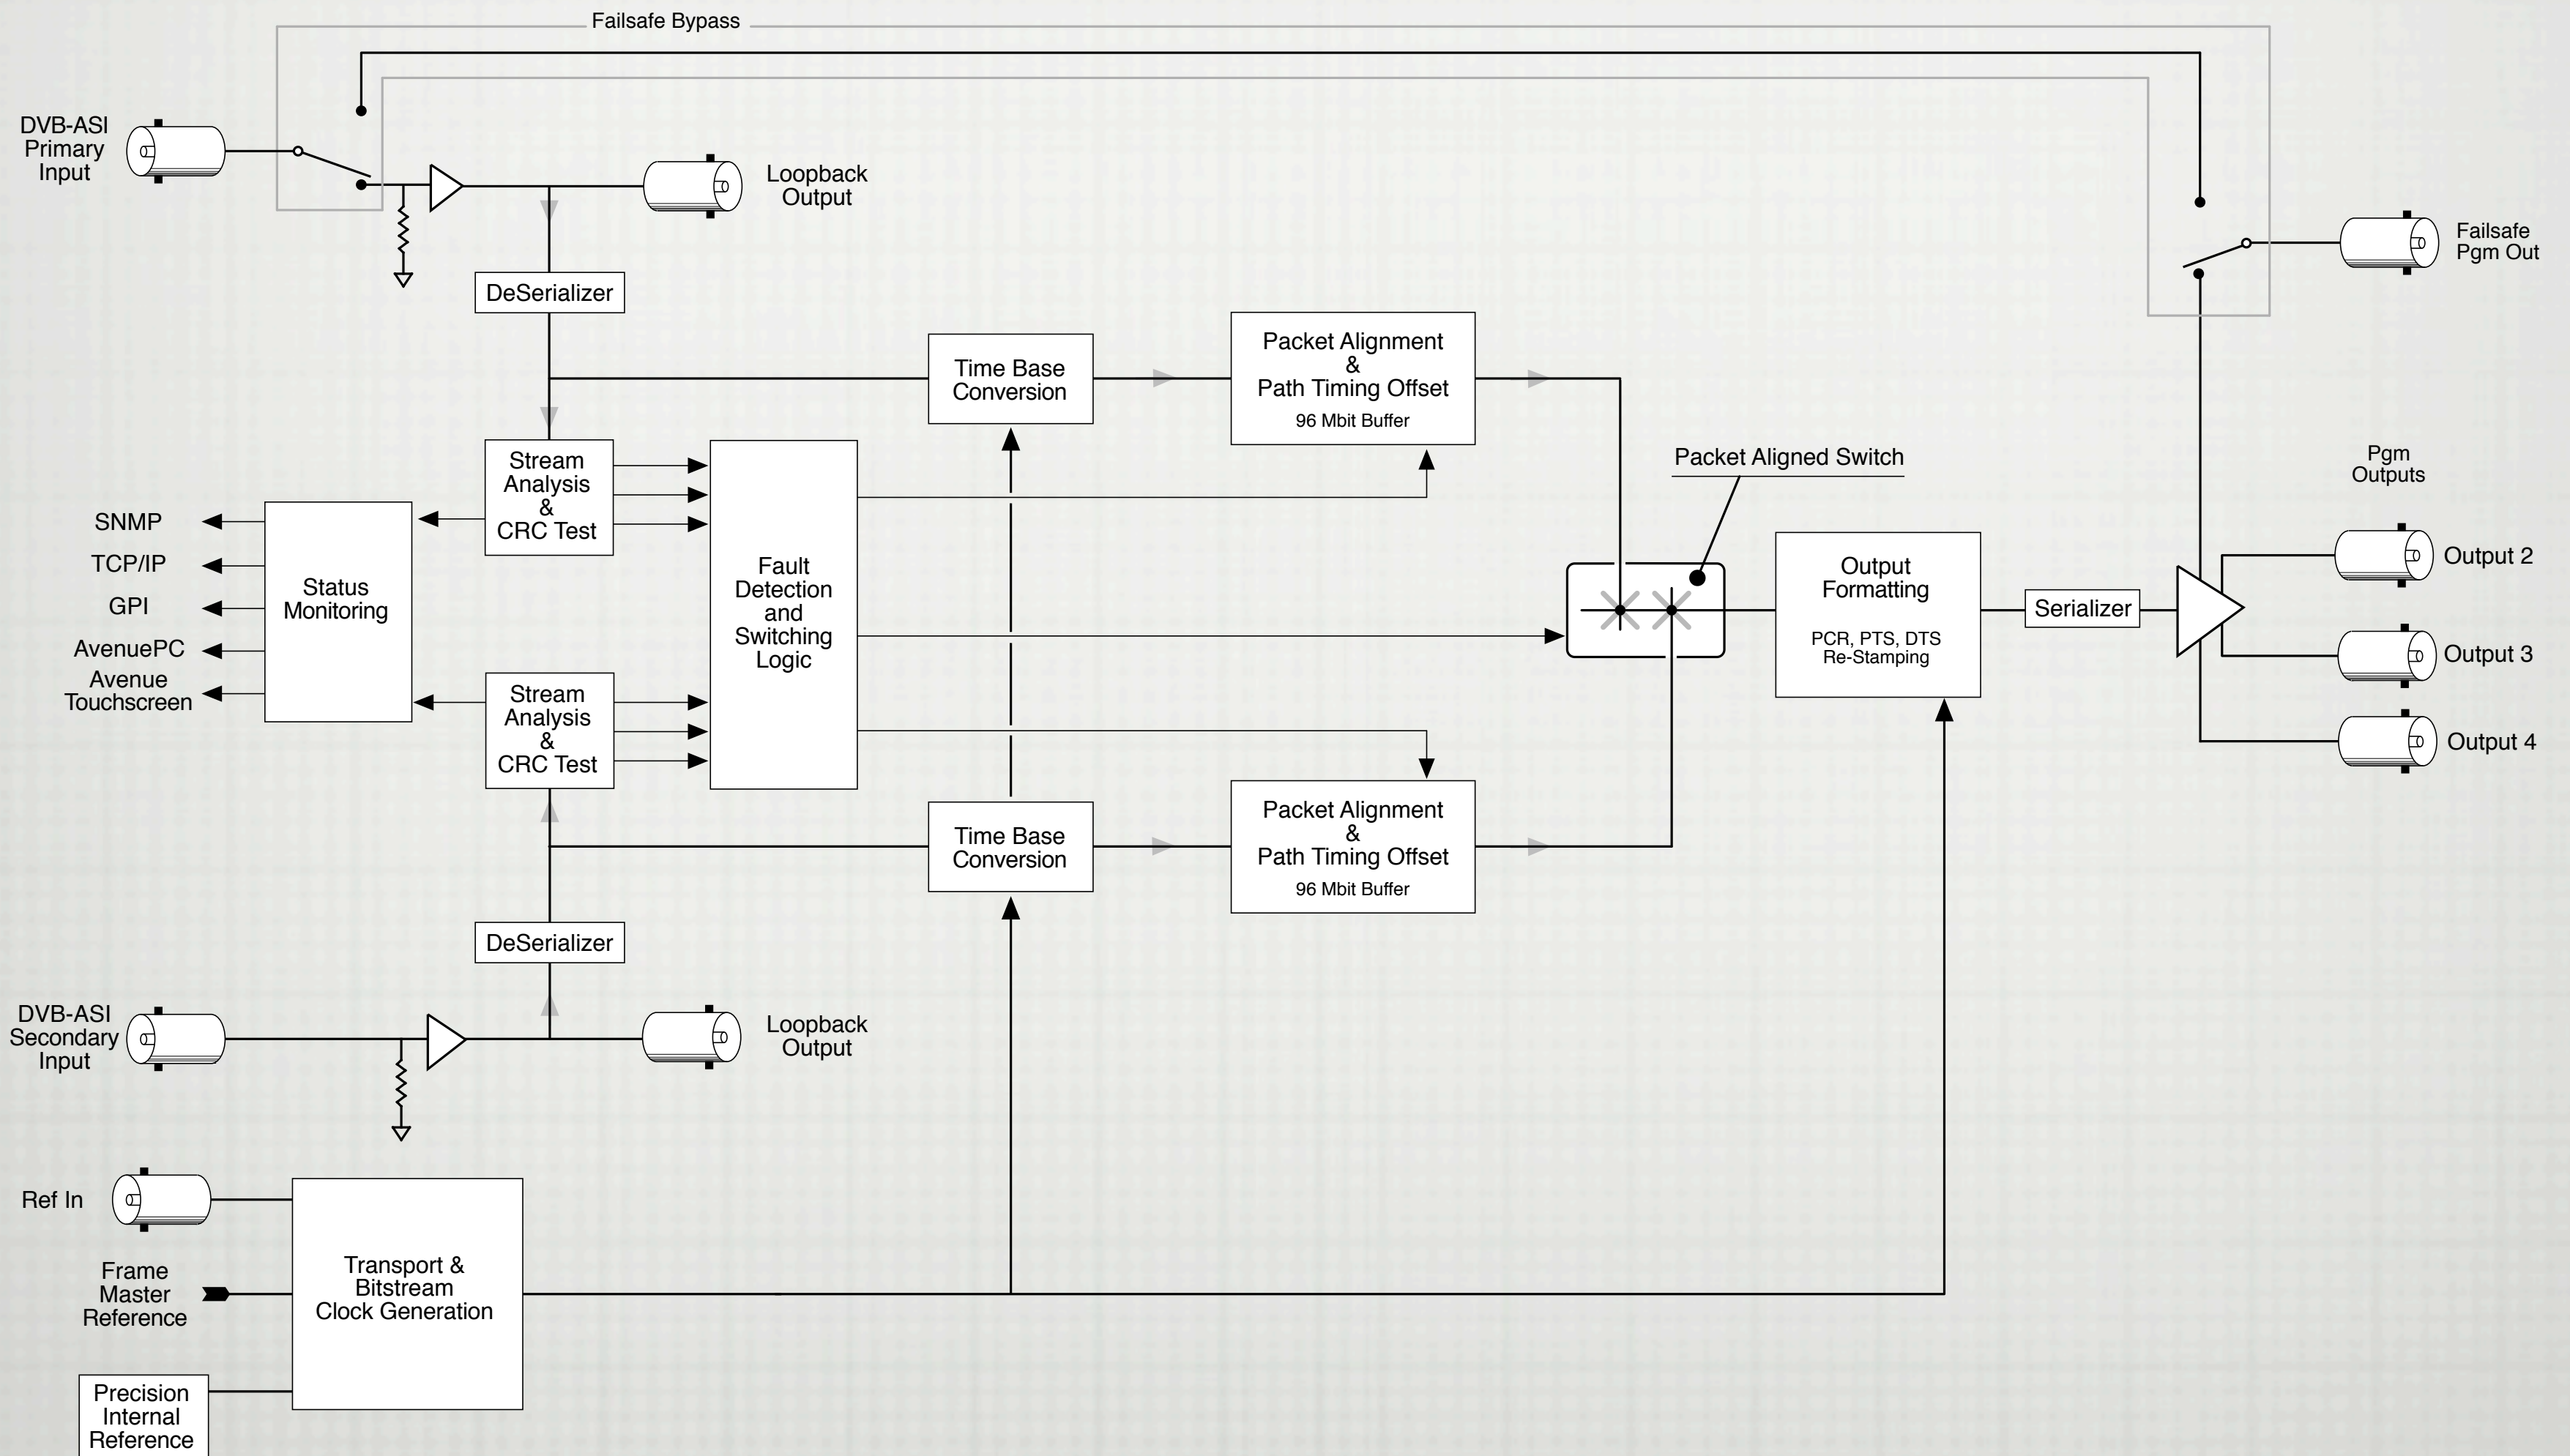 Failsafe Bypass
DVB-ASI
Primary
Input
Loopback
Output
DeSerializer
Failsafe
Pgm Out
Time Base
Conversion
Packet Alignment
&
Path Timing Offset
96 Mbit Buffer
Packet Aligned Switch
Stream
Analysis
&
CRC Test
SNMP
TCP/IP
GPI
AvenuePC
Avenue
Touchscreen
Status
Monitoring
Fault
Detection
and
Switching
Logic
Output
Formatting
PCR, PTS, DTS
Re-Stamping
Serializer
Pgm
Outputs
Output 2
Output 3
Output 4
Stream
Analysis
&
CRC Test
Time Base
Conversion
Packet Alignment
&
Path Timing Offset
96 Mbit Buffer
DeSerializer
DVB-ASI
Secondary
Input
Loopback
Output
Ref In
Frame
Master
Reference
Transport &
Bitstream
Clock Generation
Precision
Internal
Reference